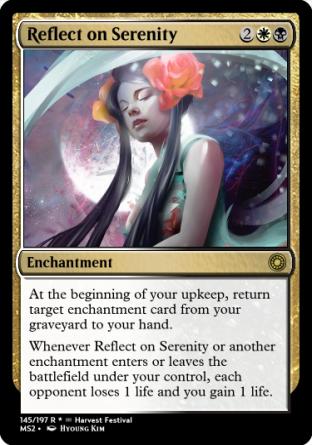 Reflect on Serenity 2
Enchantment
At the beginning of your upkeep, return
target enchantment card from your
graveyard to your hand.
Whenever Reflect on Serenity or another
enchantment enters or leaves the
battlefield under your control, each
opponent loses 1 life and you gain 1 life.
145/197 R * = Harvest Festival
MS2 • Hyoung Kim